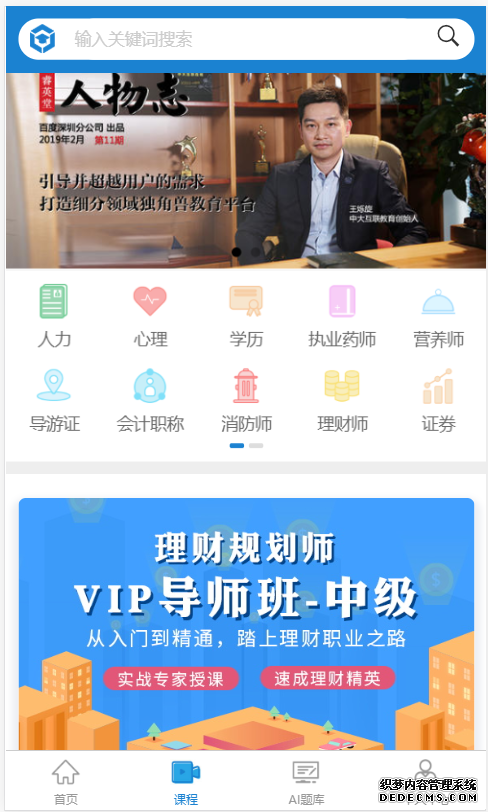 输入关键词搜索
睿英堂
人物志
百度深圳分公司 出品
2019年2月 第11期
引导并超越用户的需求
打造细分领域独角兽教育平台
王烁旋
中大互联教育创始人
人力
心理
学历
执业药师
营养师
导游证
会计职称
消防师
理财师
证券
理财规划师
VIP导师班-中级
从入门到精通，踏上理财职业之路
实战专家授课
速成理财精英
首页
课程
AI题库
织梦内容管理系统
DEDECMS.COM